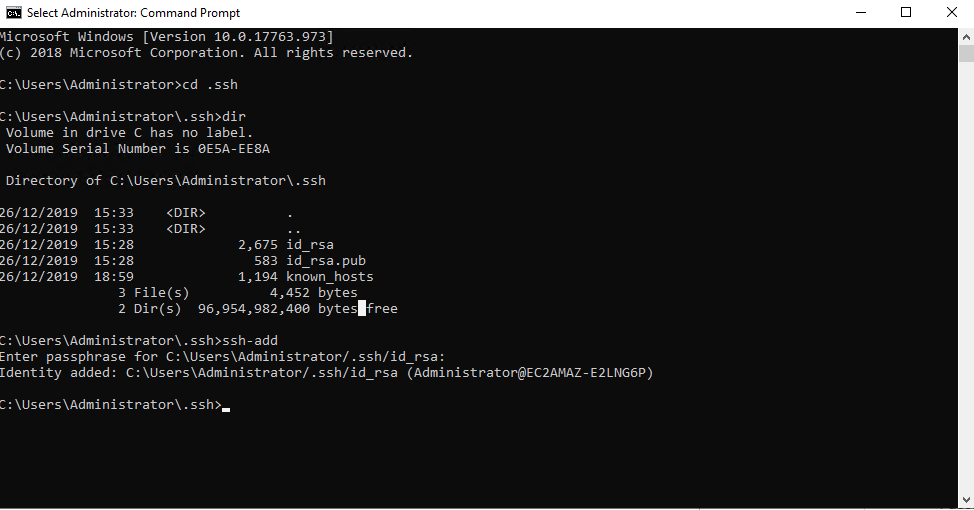 Select Administrator: Command Prompt
Microsoft Windows [Version 10.0.17763.973]
(c) 2018 Microsoft Corporation. All rights reserved.
C:\Users\Administrator>cd .ssh
C:\Users\Administrator\.ssh>dir
 Volume in drive C has no label.
 Volume Serial Number is 0E5A-EE8A
 Directory of C:\Users\Administrator\.ssh
26/12/2019  15:33    <DIR>          .
26/12/2019  15:33    <DIR>          ..
26/12/2019  15:28             2,675 id_rsa
26/12/2019  15:28               583 id_rsa.pub
26/12/2019  18:59             1,194 known_hosts
               3 File(s)          4,452 bytes
               2 Dir(s)  96,954,982,400 bytes free
C:\Users\Administrator\.ssh>ssh-add
Enter passphrase for C:\Users\Administrator/.ssh/id_rsa:
Identity added: C:\Users\Administrator/.ssh/id_rsa (Administrator@EC2AMAZ-E2LNG6P)
C:\Users\Administrator\.ssh>